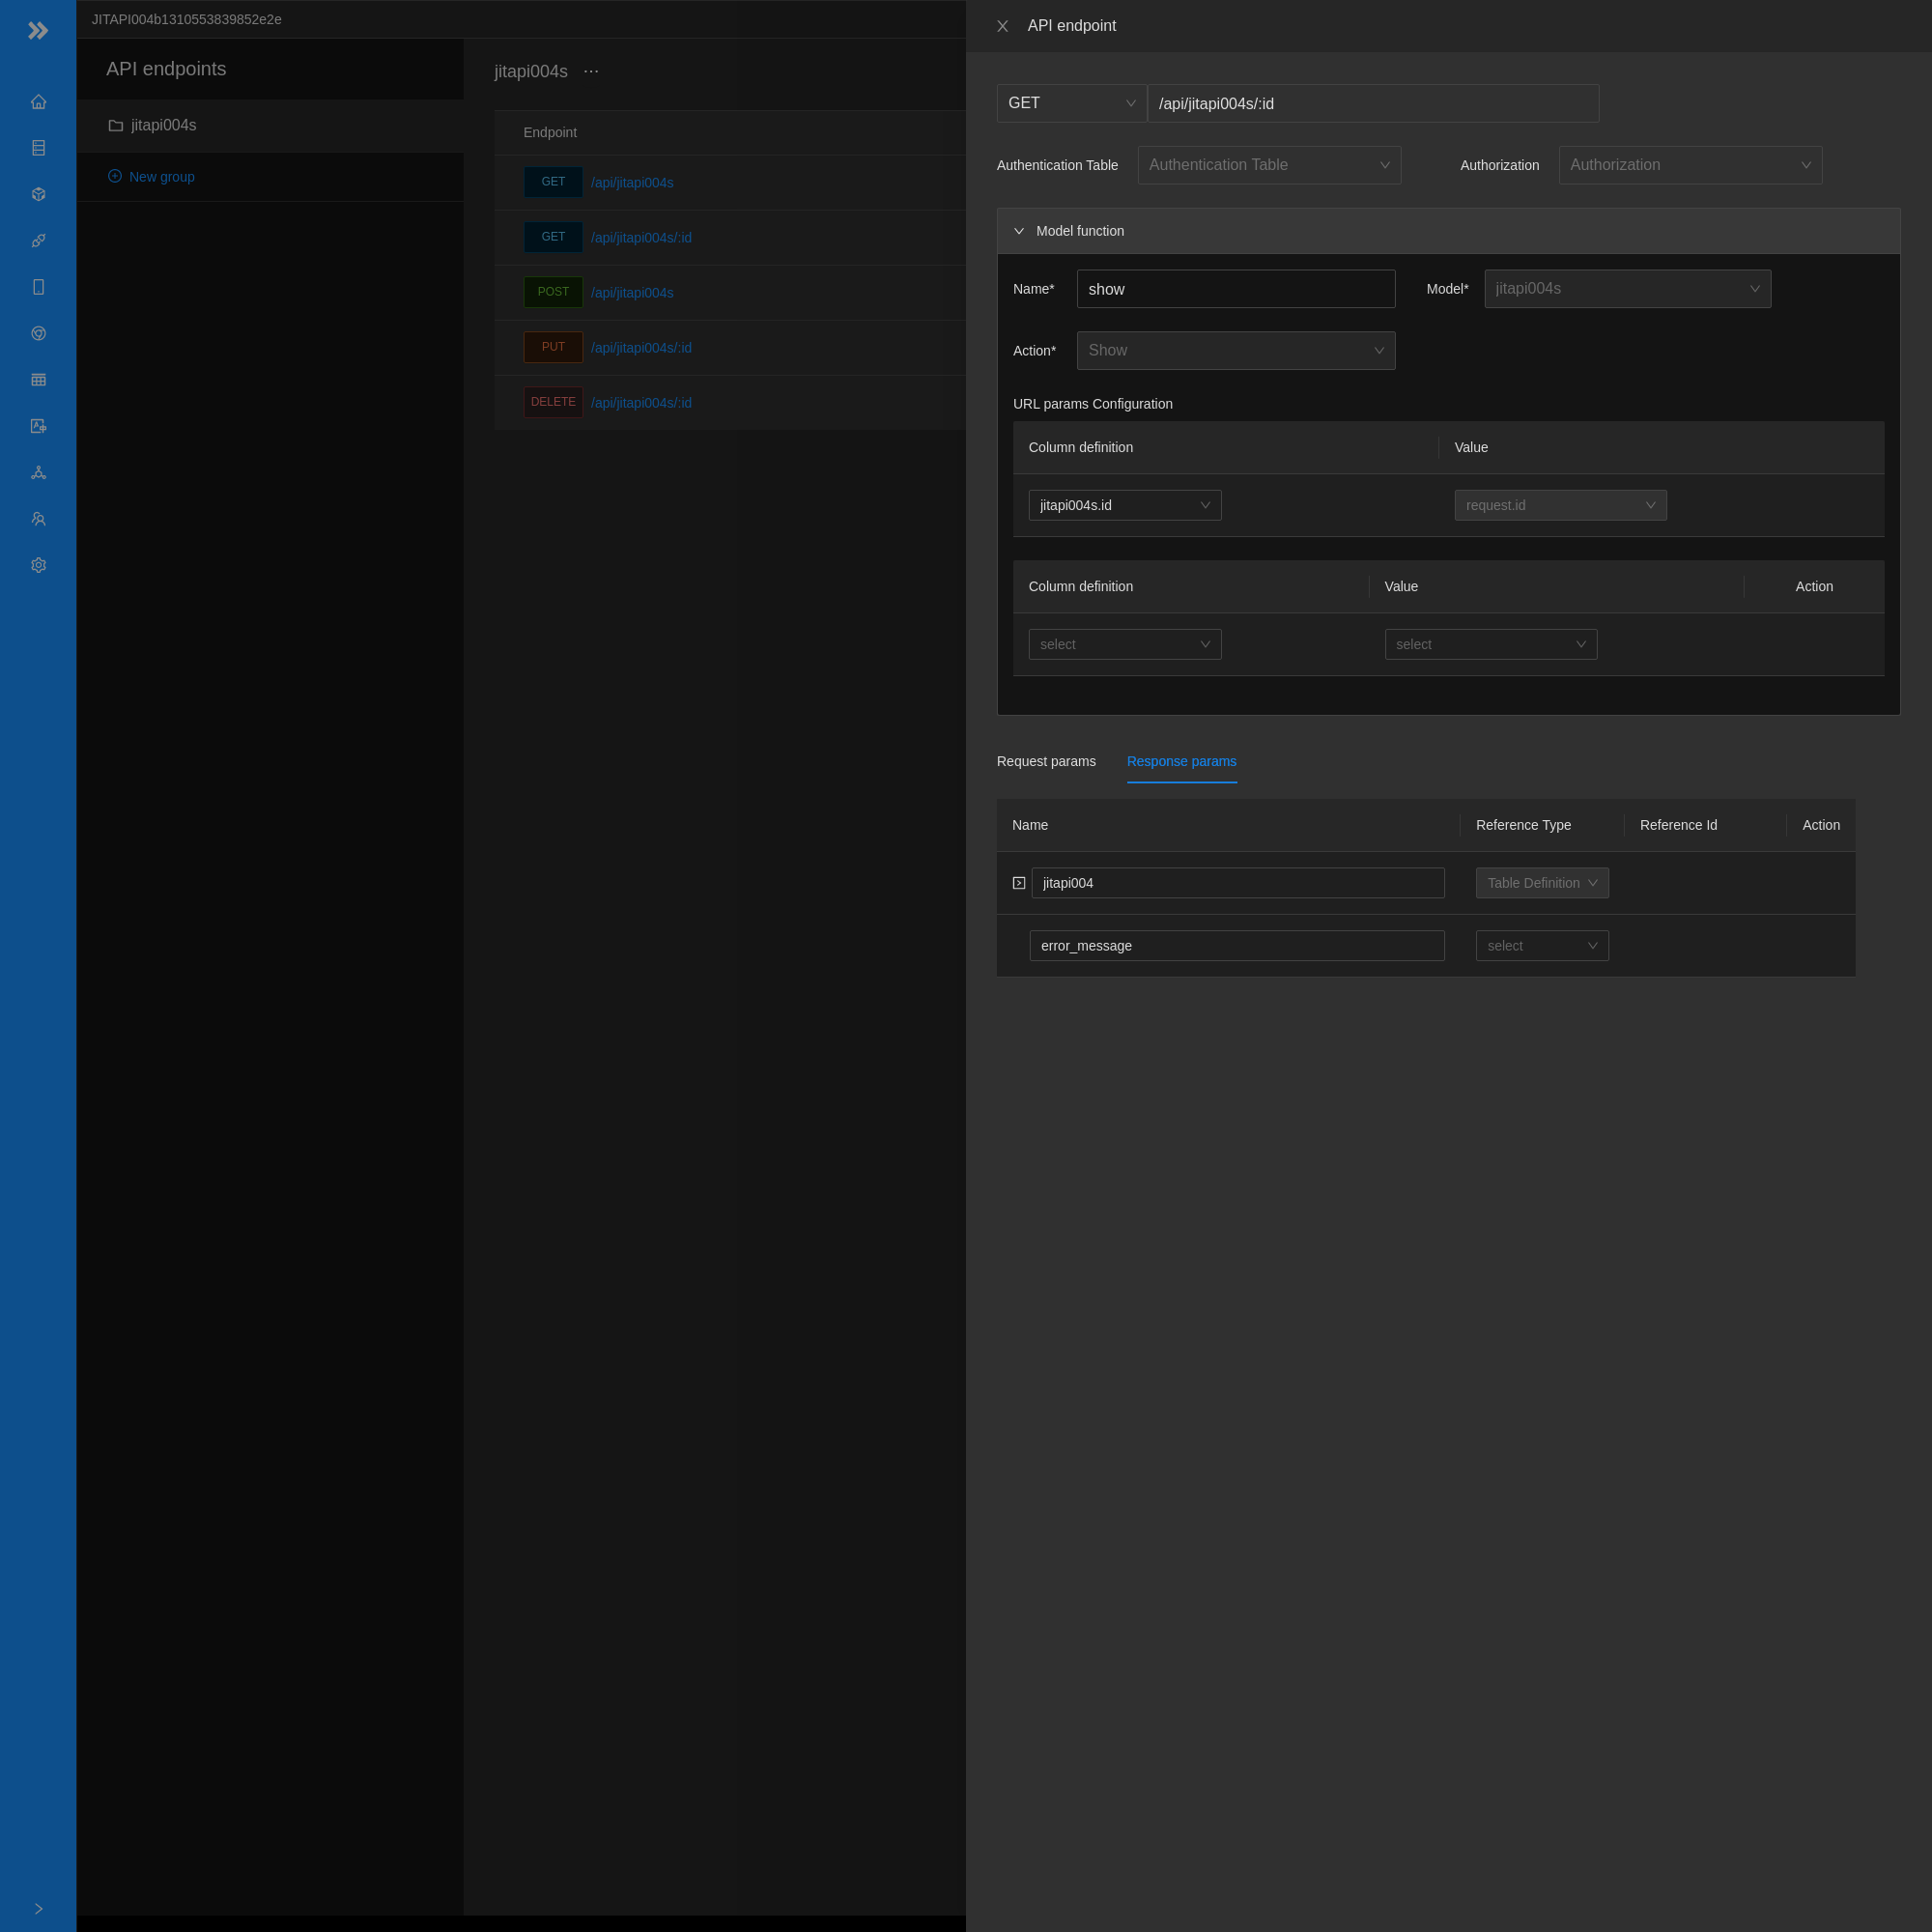 JITAPI004b1310553839852e2e
API endpoints
jitapi004s
New group
jitapi004s ...
Endpoint
GET /api/jitapi004s
GET /api/jitapi004s/:id
POST /api/jitapi004s
PUT /api/jitapi004s/:id
DELETE /api/jitapi004s/:id
API endpoint
GET /api/jitapi004s/:id
Authentication Table Authentication Table Authorization Authorization
Model function
Name* show Model* jitapi004s
Action* Show
URL params Configuration
Column definition Value
jitapi004s.id request.id
Column definition Value Action
select select
Request params Response params
Name Reference Type Reference Id Action
jitapi004 Table Definition
error_message select